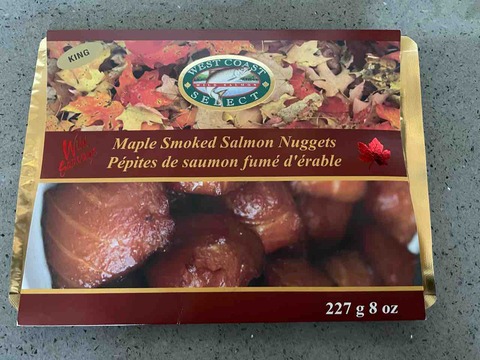 KING
WEST COAST
WILD SALMON
SELECT
Wild
Maple Smoked Salmon Nuggets
Pépites de saumon fumé d'érable
227 g 8 oz